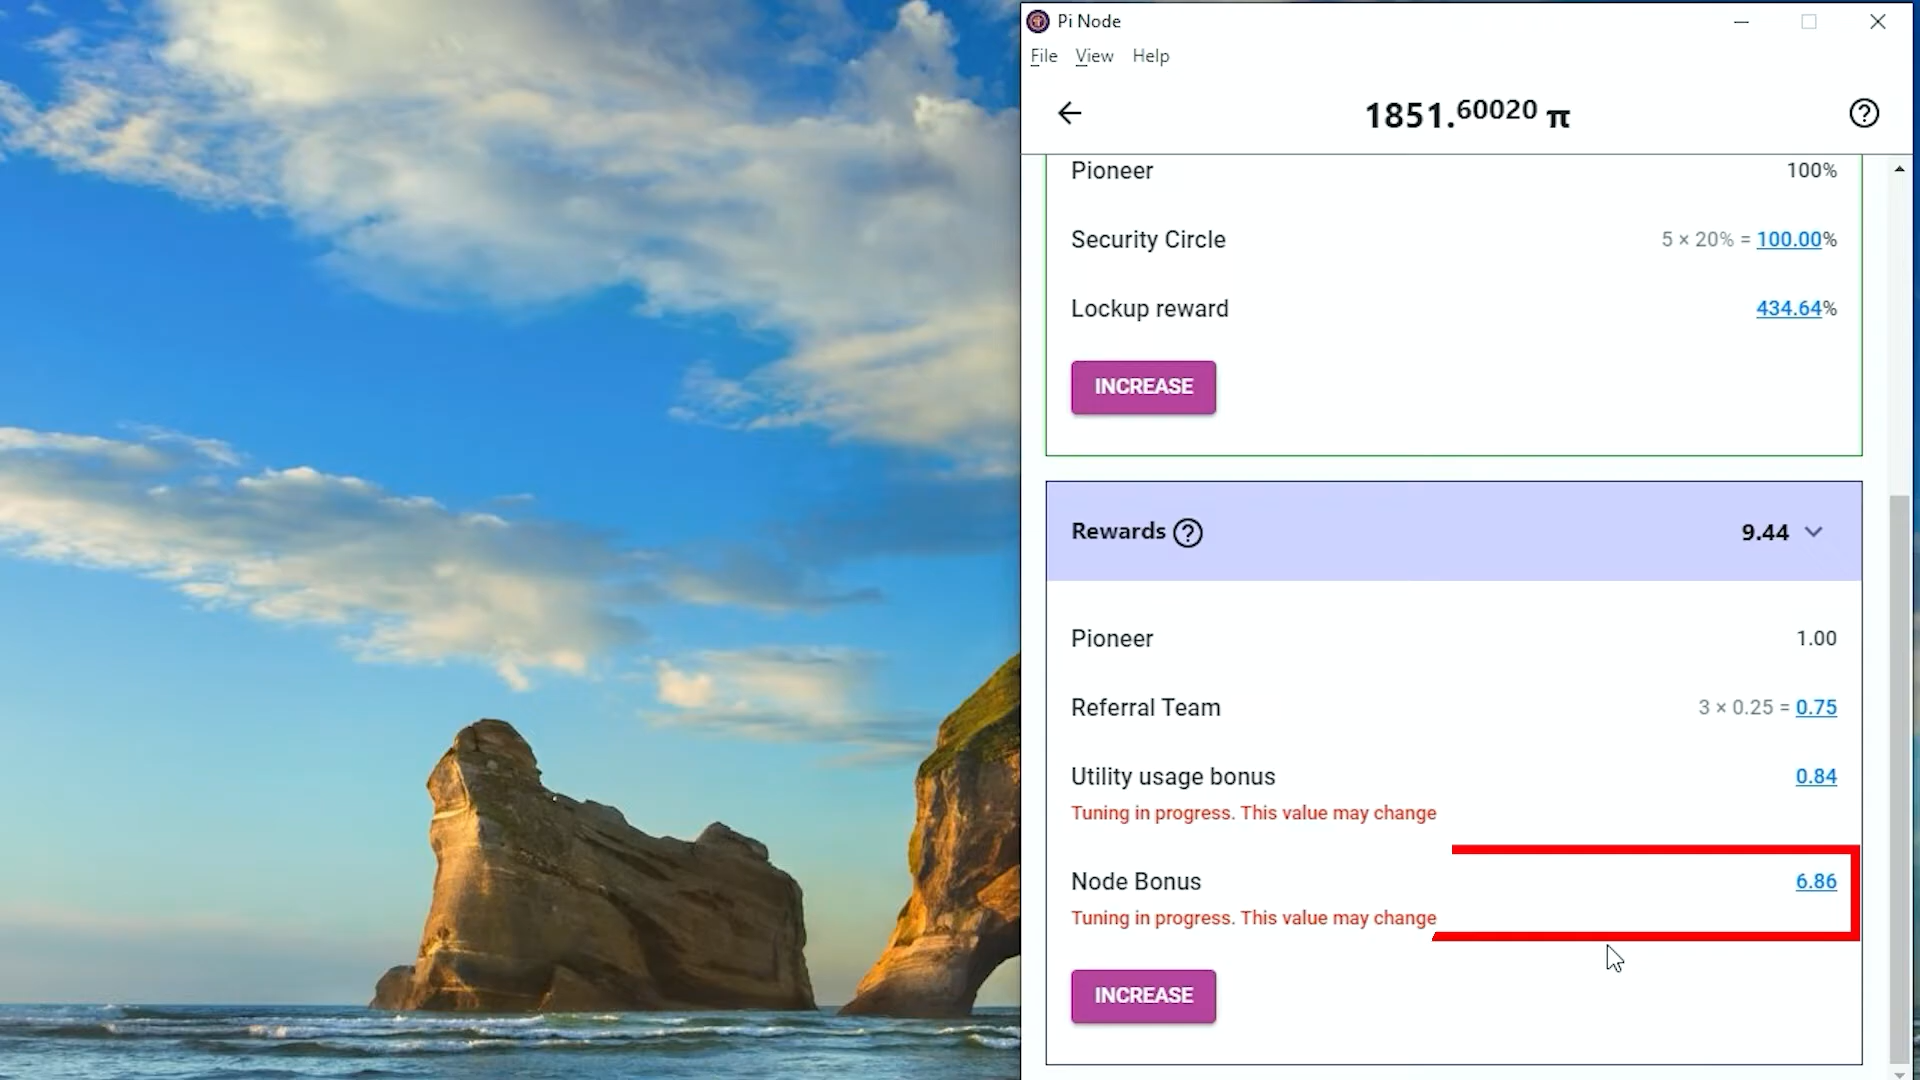 Pi Node
File View Help
1851.60020 π
Pioneer 100%
Security Circle 5 × 20% = 100.00%
Lockup reward 434.64%
INCREASE
Rewards 9.44
Pioneer 1.00
Referral Team 3 × 0.25 = 0.75
Utility usage bonus 0.84
Tuning in progress. This value may change
Node Bonus 6.86
Tuning in progress. This value may change
INCREASE